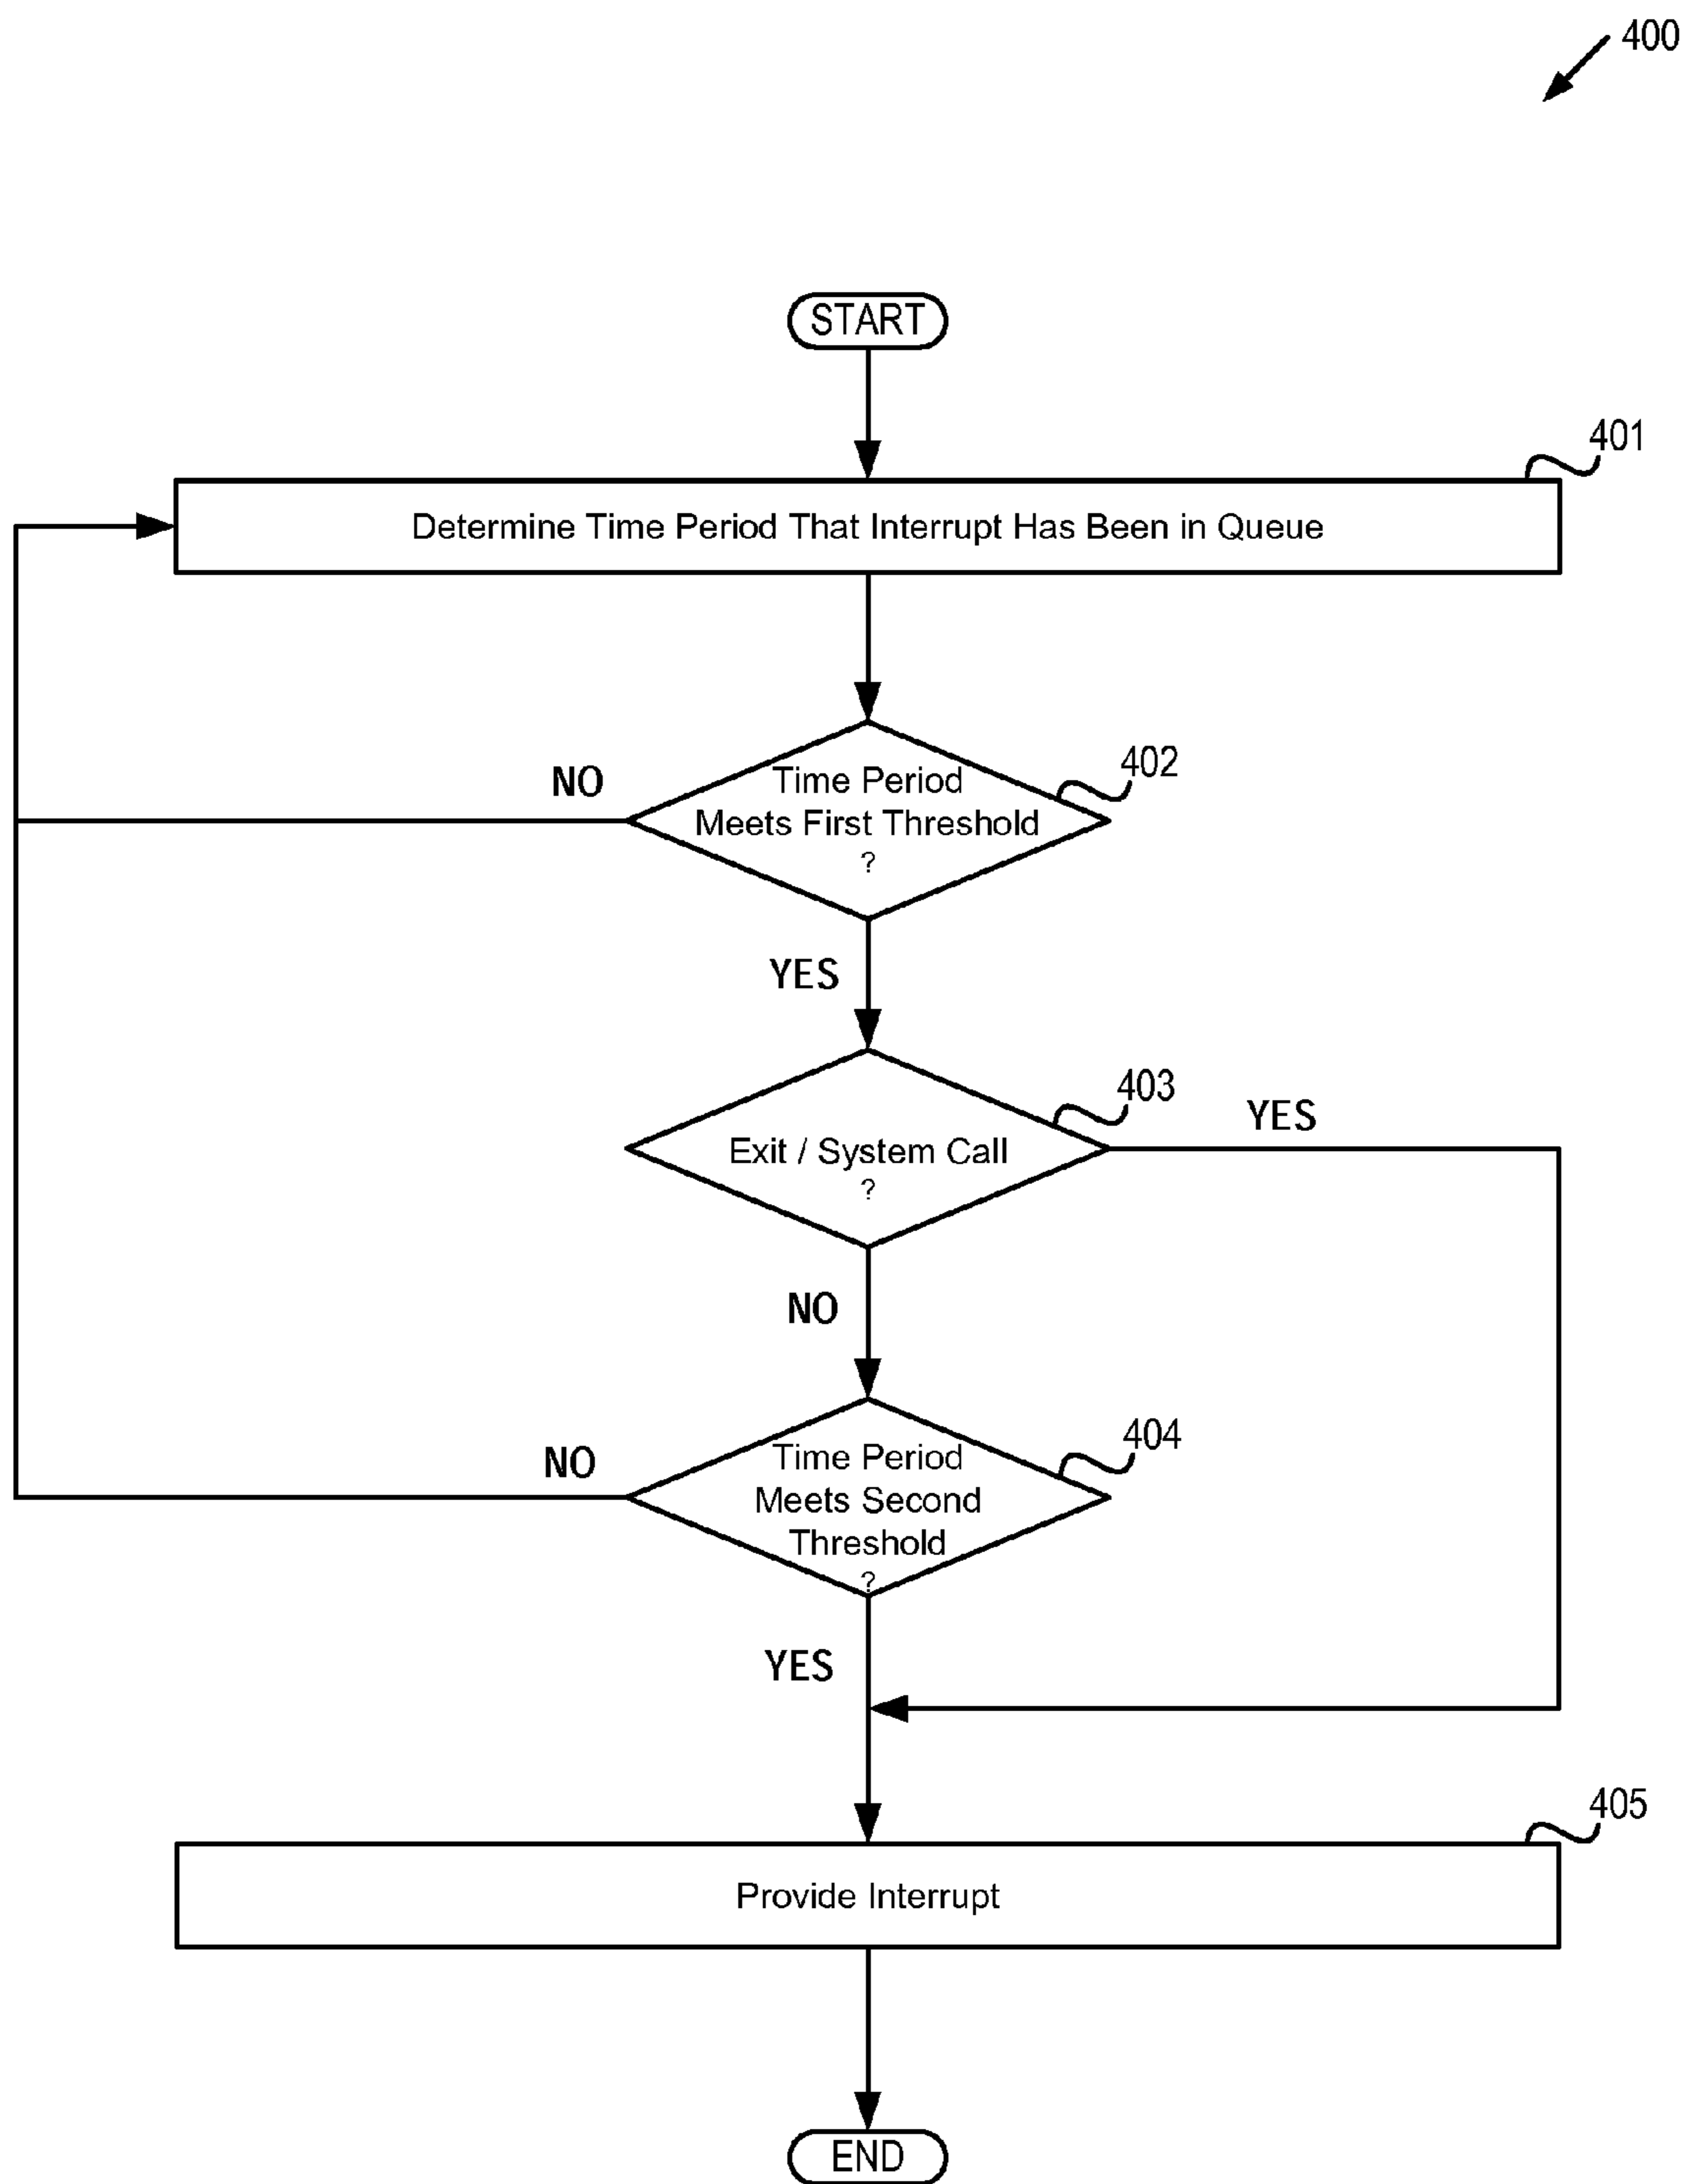 400
START
401
Determine Time Period That Interrupt Has Been in Queue
402
NO
Time Period
Meets First Threshold
?
YES
403
YES
Exit / System Call
?
NO
404
NO
Time Period
Meets Second
Threshold
?
YES
405
Provide Interrupt
END